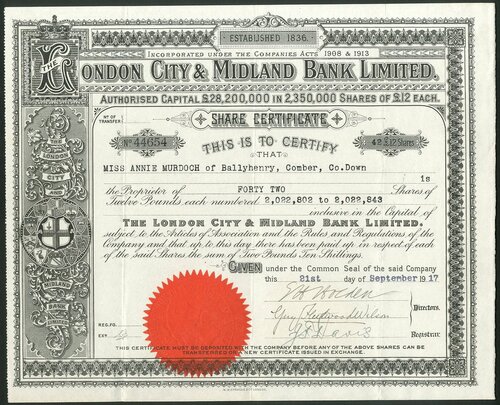 ESTABLISHED 1836.
INCORPORATED UNDER THE COMPANIES ACTS 1908 & 1913
THE LONDON CITY & MIDLAND BANK LIMITED.
AUTHORISED CAPITAL £28,200,000 IN 2,350,000 SHARES OF £12 EACH.
Nº OF TRANSFER
SHARE CERTIFICATE
Nº 44654
THIS IS TO CERTIFY
42 £12 Shares
THAT
MISS ANNIE MURDOCH of Ballyhenry, Comber, Co.Down
is
the Proprietor of FORTY TWO Shares of
Twelve Pounds each numbered 2,022,802 to 2,022,843
inclusive in the Capital of
THE LONDON CITY & MIDLAND BANK LIMITED.
subject to the Articles of Association and the Rules and Regulations of the
Company and that up to this day there has been paid up in respect of each
of the said Shares the sum of Two Pounds Ten Shillings.
GIVEN under the Common Seal of the said Company
this 21st day of September 1917
THE LONDON CITY AND MIDLAND BANK
Directors.
REG. FO.
EXD
Registrar.
THIS CERTIFICATE MUST BE DEPOSITED WITH THE COMPANY BEFORE ANY OF THE ABOVE SHARES CAN BE
TRANSFERRED OR A NEW CERTIFICATE ISSUED IN EXCHANGE.